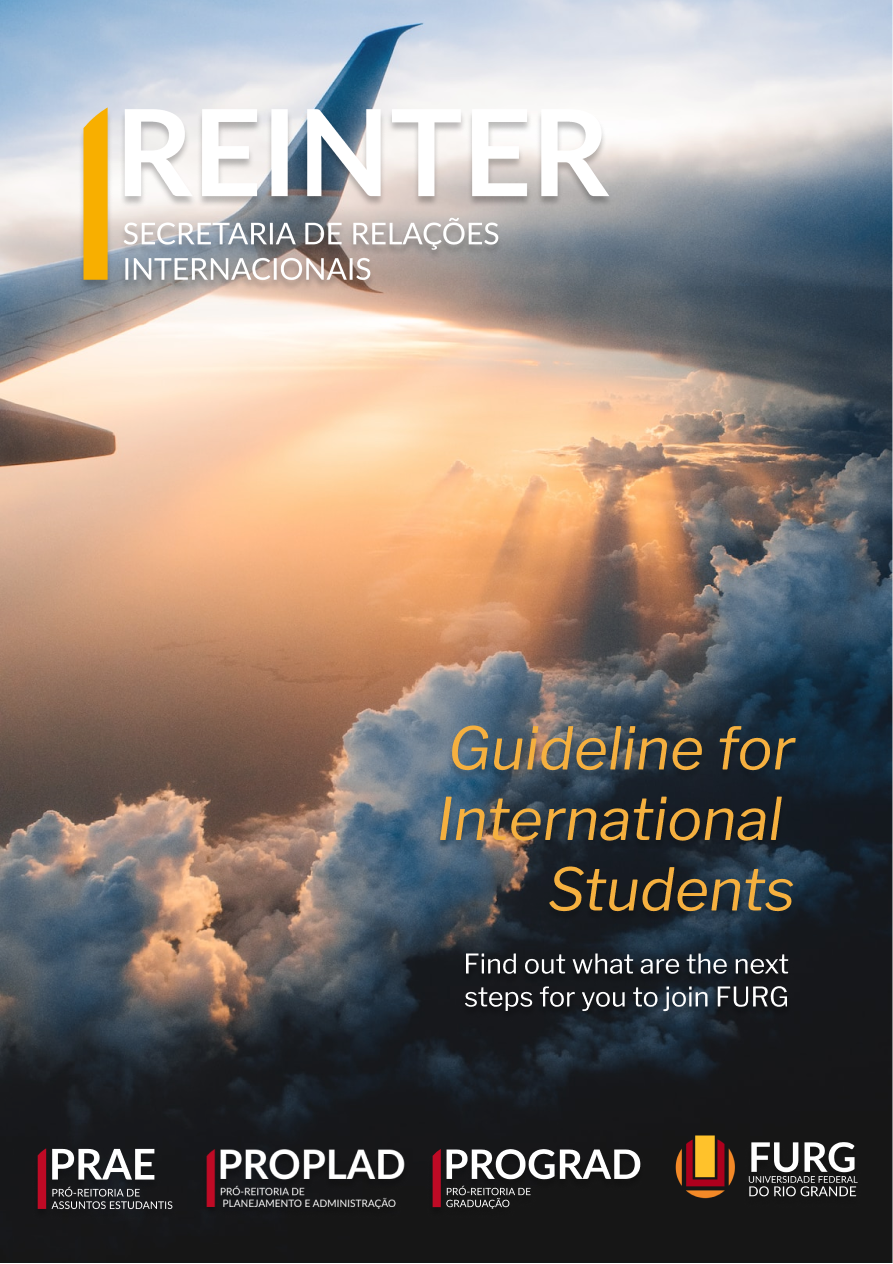 REINTER
SECRETARIA DE RELAÇÕES
INTERNACIONAIS
Guideline for
International
Students
Find out what are the next
steps for you to join FURG
PRAE
PRÓ-REITORIA DE
ASSUNTOS ESTUDANTIS
PROPLAD
PRÓ-REITORIA DE
PLANEJAMENTO E ADMINISTRAÇÃO
PROGRAD
PRÓ-REITORIA DE
GRADUAÇÃO
FURG
UNIVERSIDADE FEDERAL
DO RIO GRANDE